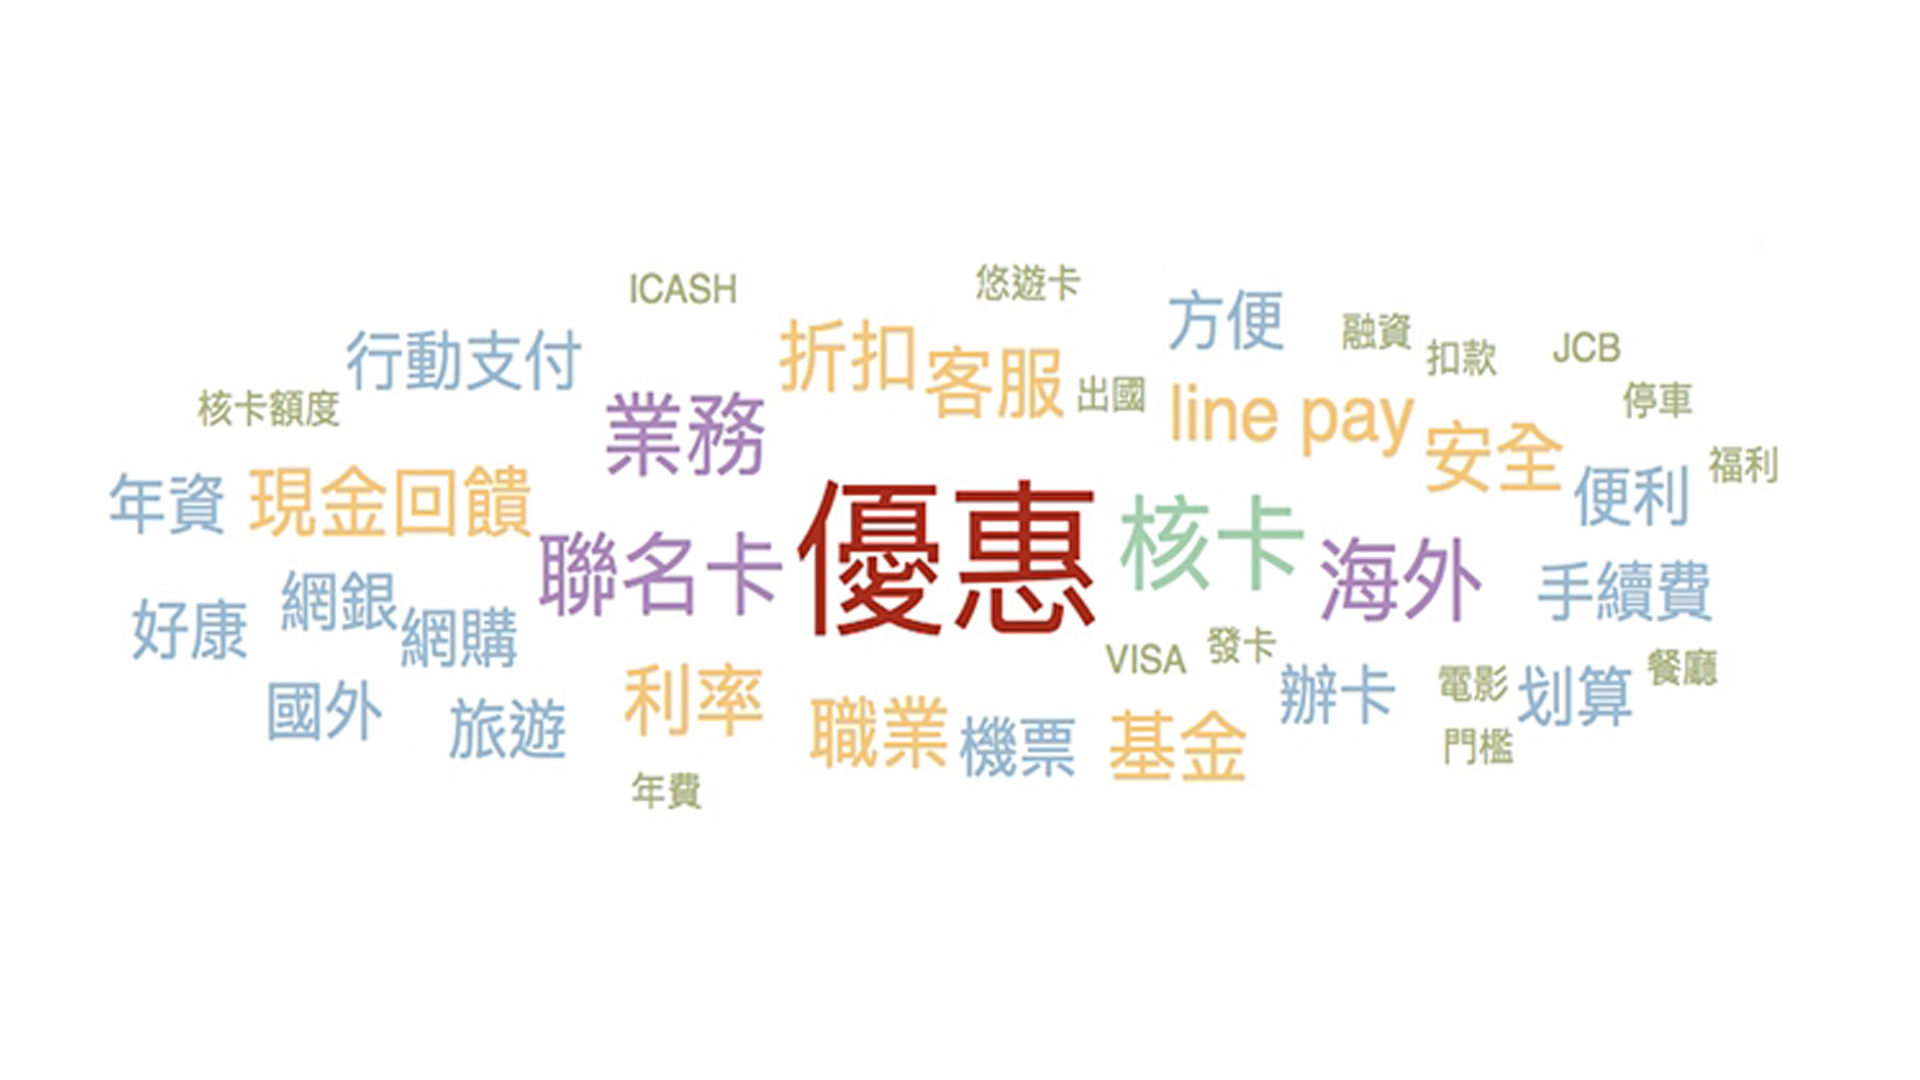 ICASH
悠遊卡
方便
行動支付
折扣
融資
扣款
JCB
客服
出國
核卡額度
業務
line pay
停車
安全
年資
現金回饋
便利
福利
聯名卡
優惠
核卡
海外
手續費
好康
網銀
網購
VISA
發卡
國外
旅遊
利率
職業
機票
基金
辦卡
電影
划算
餐廳
門檻
年費